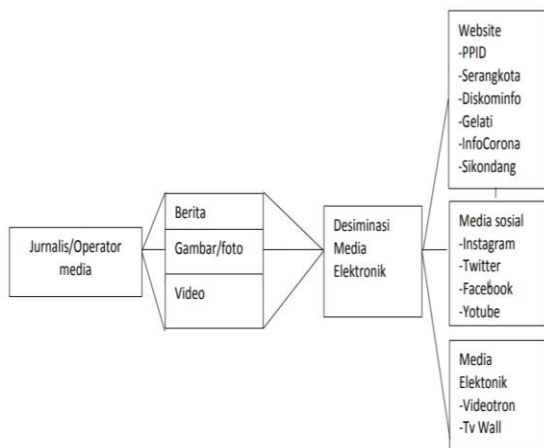 Jurnalis/Operator
media
Berita
Gambar/foto
Video
Desiminasi
Media
Elektronik
Website
-PPID
-Serangkota
-Diskominfo
-Gelati
-InfoCorona
-Sikondang
Media sosial
-Instagram
-Twitter
-Facebook
-Yotube
Media
Elektonik
-Videotron
-Tv Wall